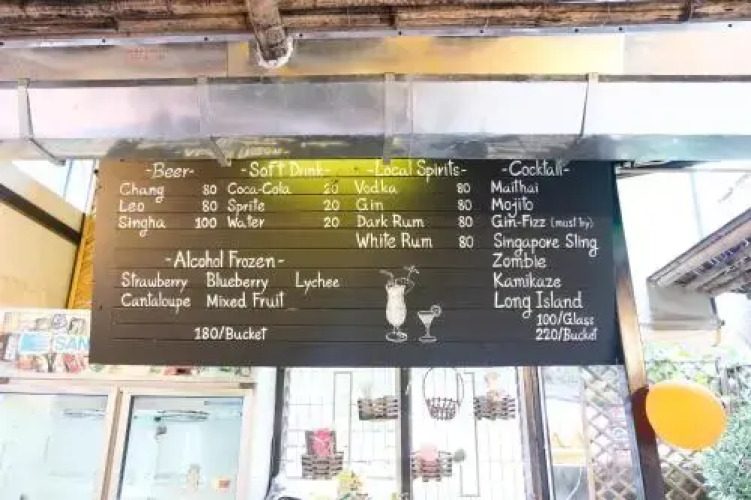 -Beer-
Chang 80
Leo 80
Singha 100
-Soft Drink-
Coca-Cola 20
Sprite 20
Water 20
-Local Spirits-
Vodka 80
Gin 80
Dark Rum 80
White Rum 80
-Cocktail-
Maithai
Mojito
Gin-Fizz (must try)
Singapore Sling
Zombie
Kamikaze
Long Island
100/Glass
220/Bucket
-Alcohol Frozen-
Strawberry Blueberry Lychee
Cantaloupe Mixed Fruit
180/Bucket
SAN